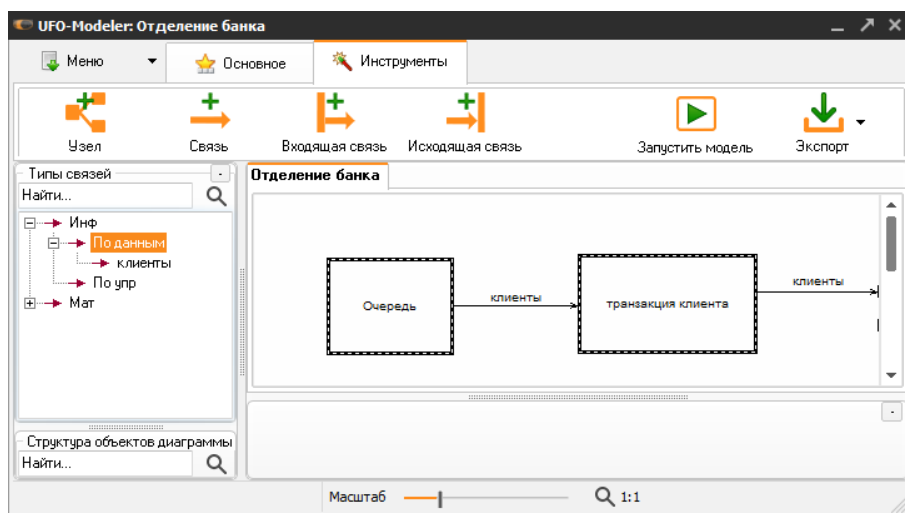 UFO-Modeler: Отделение банка
Меню
Основное
Инструменты
Узел
Связь
Входящая связь
Исходящая связь
Запустить модель
Экспорт
Типы связей
Найти...
Инф
По данным
клиенты
По упр
Мат
Структура объектов диаграммы
Найти...
Отделение банка
Очередь
клиенты
транзакция клиента
клиенты
Масштаб
1:1